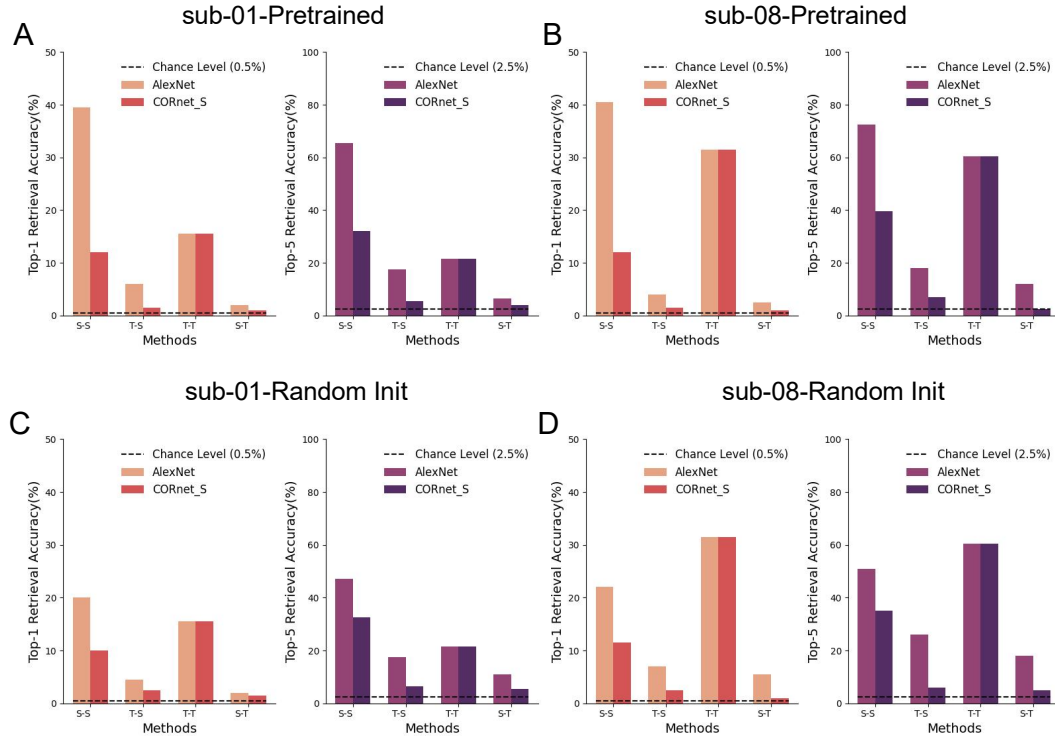 sub-01-Pretrained
sub-08-Pretrained
A
Top-1 Retrieval Accuracy(%)
50
40
30
20
10
0
Chance Level (0.5%)
AlexNet
CORnet_S
S-S T-S T-T S-T
Methods
Top-5 Retrieval Accuracy(%)
100
80
60
40
20
0
Chance Level (2.5%)
AlexNet
CORnet_S
S-S T-S T-T S-T
Methods
B
Top-1 Retrieval Accuracy(%)
50
40
30
20
10
0
Chance Level (0.5%)
AlexNet
CORnet_S
S-S T-S T-T S-T
Methods
Top-5 Retrieval Accuracy(%)
100
80
60
40
20
0
Chance Level (2.5%)
AlexNet
CORnet_S
S-S T-S T-T S-T
Methods
sub-01-Random Init
sub-08-Random Init
C
Top-1 Retrieval Accuracy(%)
50
40
30
20
10
0
Chance Level (0.5%)
AlexNet
CORnet_S
S-S T-S T-T S-T
Methods
Top-5 Retrieval Accuracy(%)
100
80
60
40
20
0
Chance Level (2.5%)
AlexNet
CORnet_S
S-S T-S T-T S-T
Methods
D
Top-1 Retrieval Accuracy(%)
50
40
30
20
10
0
Chance Level (0.5%)
AlexNet
CORnet_S
S-S T-S T-T S-T
Methods
Top-5 Retrieval Accuracy(%)
100
80
60
40
20
0
Chance Level (2.5%)
AlexNet
CORnet_S
S-S T-S T-T S-T
Methods